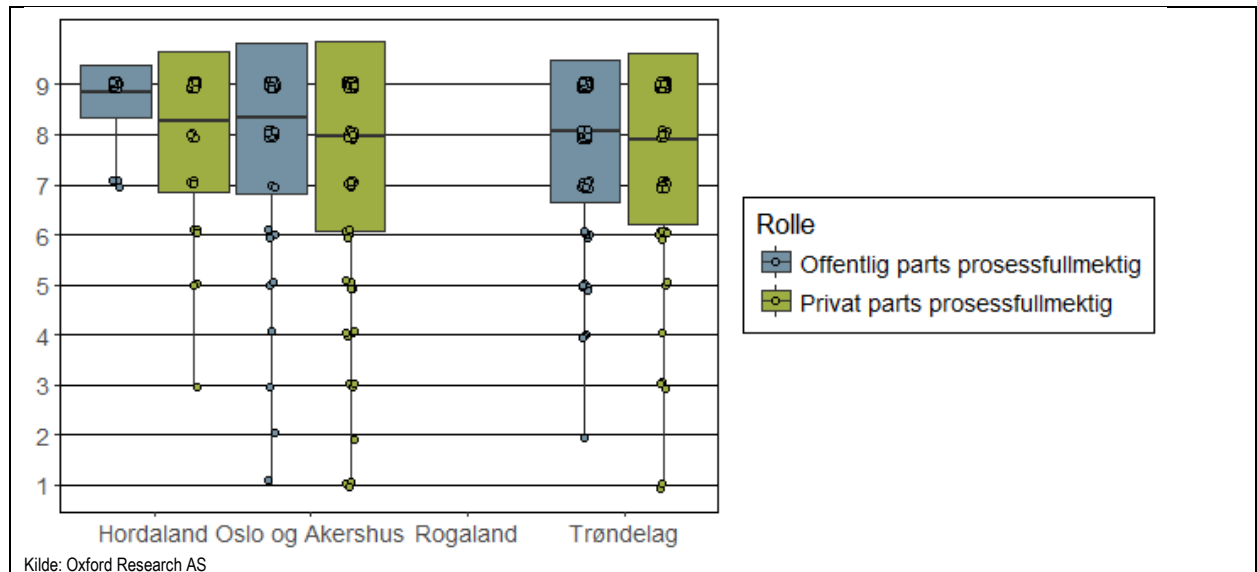 9
8
7
6
5
4
3
2
1
Hordaland Oslo og Akershus Rogaland Trøndelag
Rolle
Offentlig parts prosessfullmektig
Privat parts prosessfullmektig
Kilde: Oxford Research AS